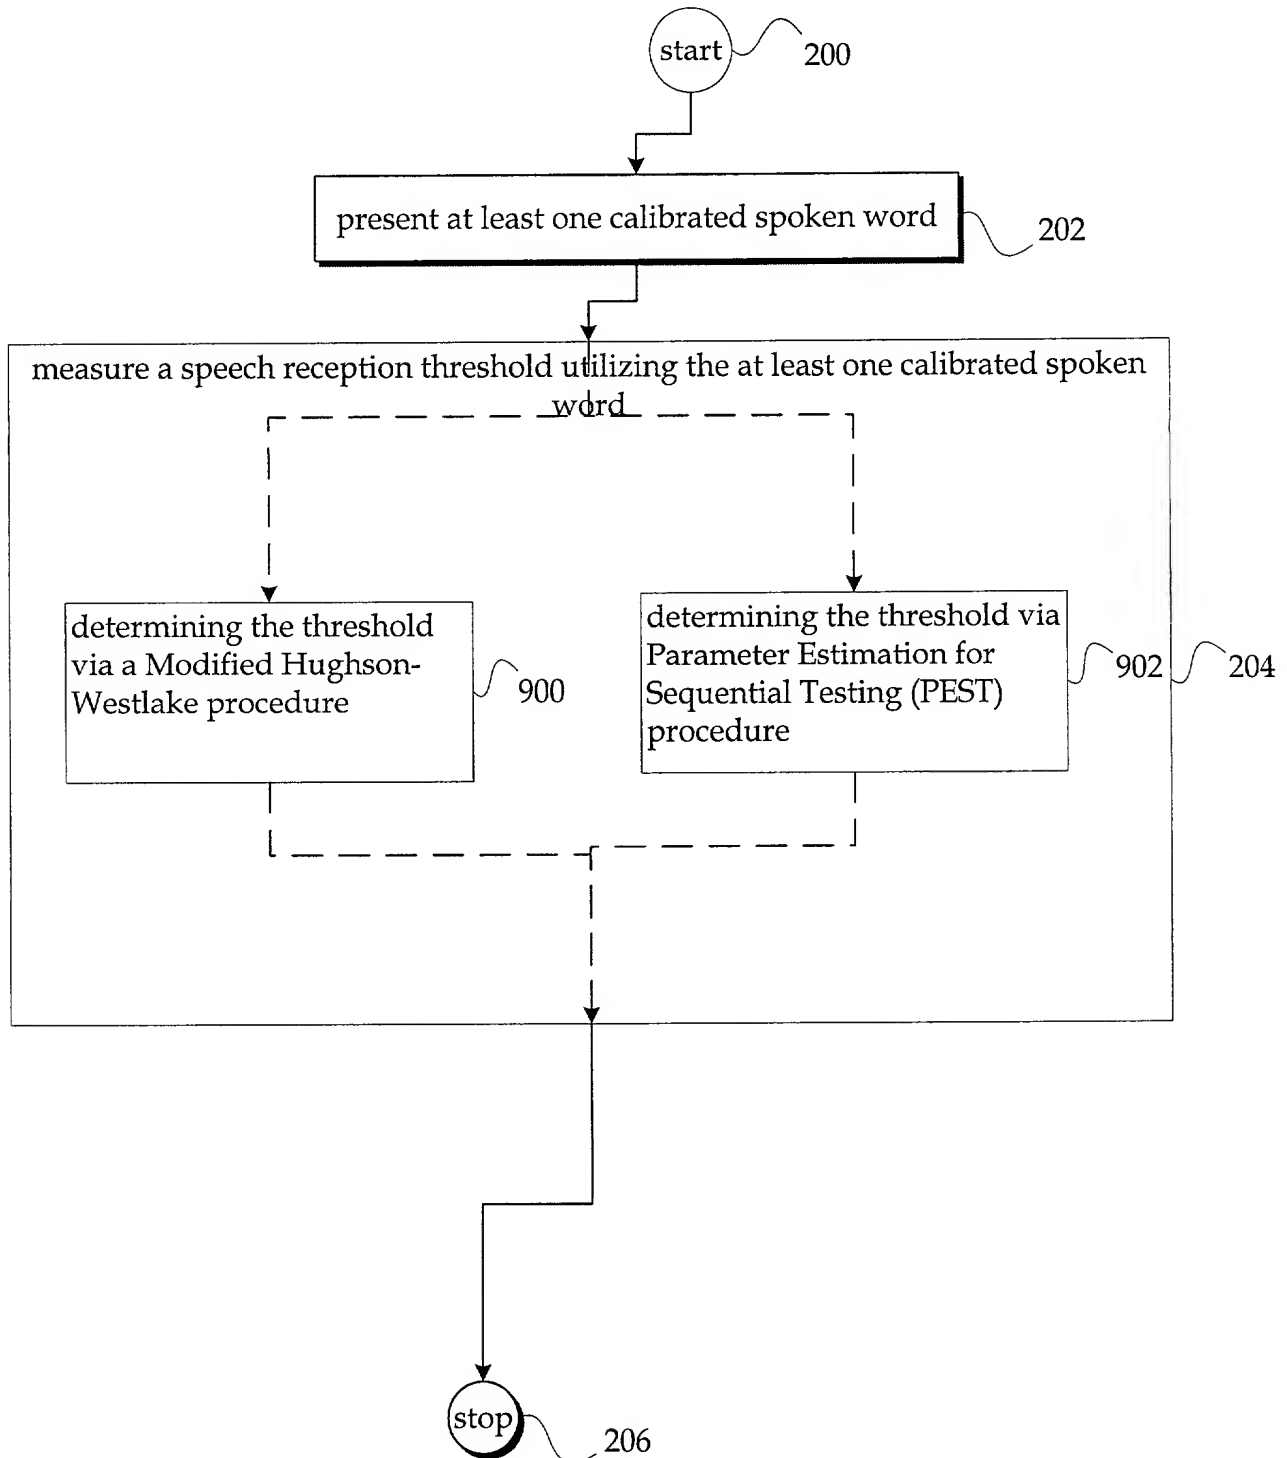 start
200
present at least one calibrated spoken word
202
measure a speech reception threshold utilizing the at least one calibrated spoken
word
determining the threshold
via a Modified Hughson-
Westlake procedure
900
determining the threshold via
Parameter Estimation for
Sequential Testing (PEST)
procedure
902
204
stop
206